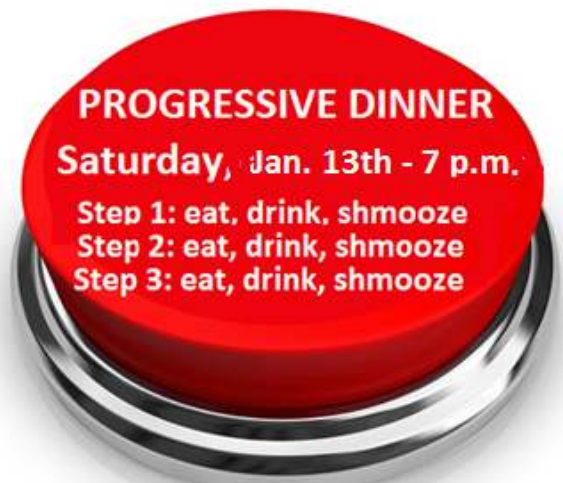 PROGRESSIVE DINNER
Saturday, Jan. 13th - 7 p.m.
Step 1: eat, drink, shmooze
Step 2: eat, drink, shmooze
Step 3: eat, drink, shmooze